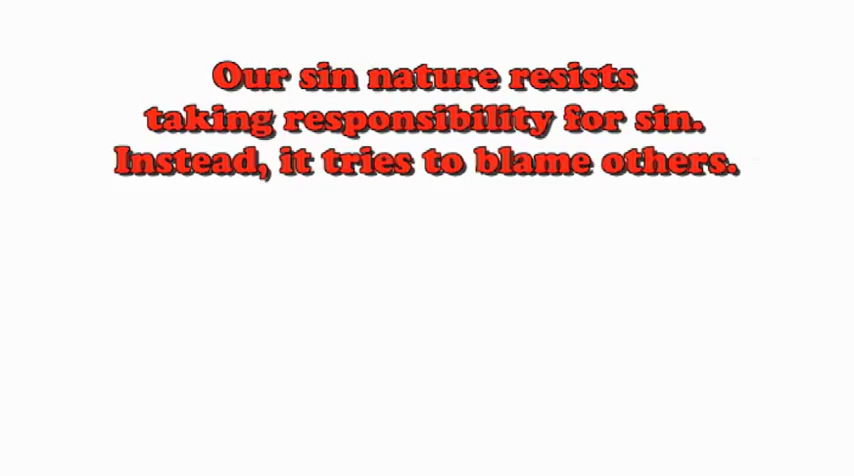 Our sin nature resists
taking responsibility for sin.
Instead, it tries to blame others.